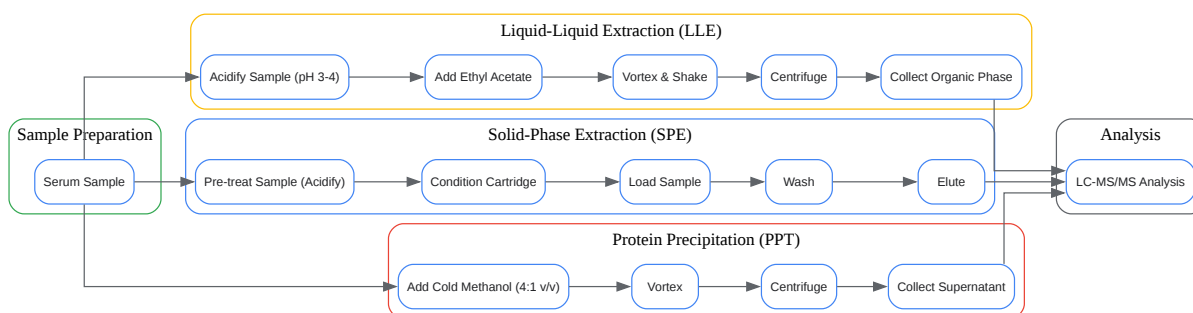 Liquid-Liquid Extraction (LLE)
Acidify Sample (pH 3-4)
Add Ethyl Acetate
Vortex & Shake
Centrifuge
Collect Organic Phase
Sample Preparation
Serum Sample
Solid-Phase Extraction (SPE)
Pre-treat Sample (Acidify)
Condition Cartridge
Load Sample
Wash
Elute
Analysis
LC-MS/MS Analysis
Protein Precipitation (PPT)
Add Cold Methanol (4:1 v/v)
Vortex
Centrifuge
Collect Supernatant